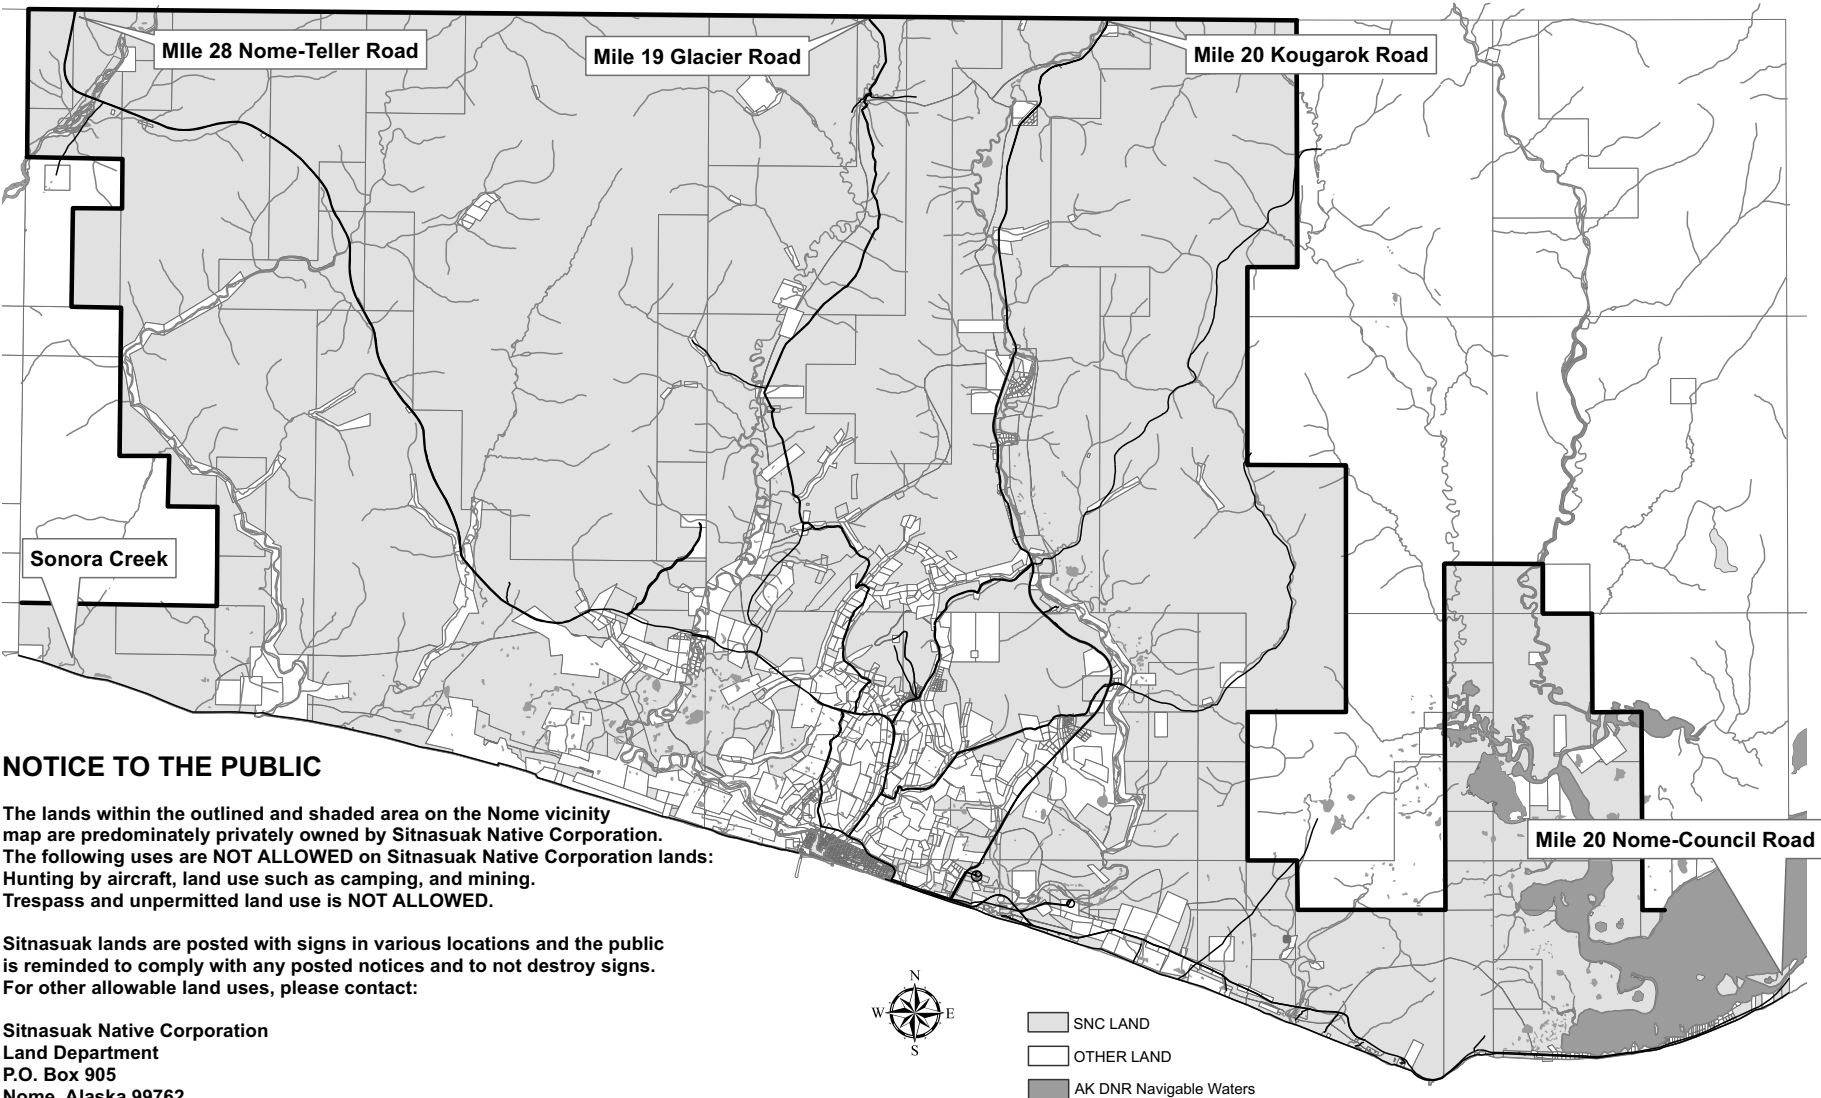 MIle 28 Nome-Teller Road
Mile 19 Glacier Road
Mile 20 Kougarok Road
Sonora Creek
NOTICE TO THE PUBLIC
The lands within the outlined and shaded area on the Nome vicinity
map are predominately privately owned by Sitnasuak Native Corporation.
The following uses are NOT ALLOWED on Sitnasuak Native Corporation lands:
Hunting by aircraft, land use such as camping, and mining.
Trespass and unpermitted land use is NOT ALLOWED.
Sitnasuak lands are posted with signs in various locations and the public
is reminded to comply with any posted notices and to not destroy signs.
For other allowable land uses, please contact:
Sitnasuak Native Corporation
Land Department
P.O. Box 905
Nome, Alaska 99762
Mile 20 Nome-Council Road
N
W E
S
SNC LAND
OTHER LAND
AK DNR Navigable Waters